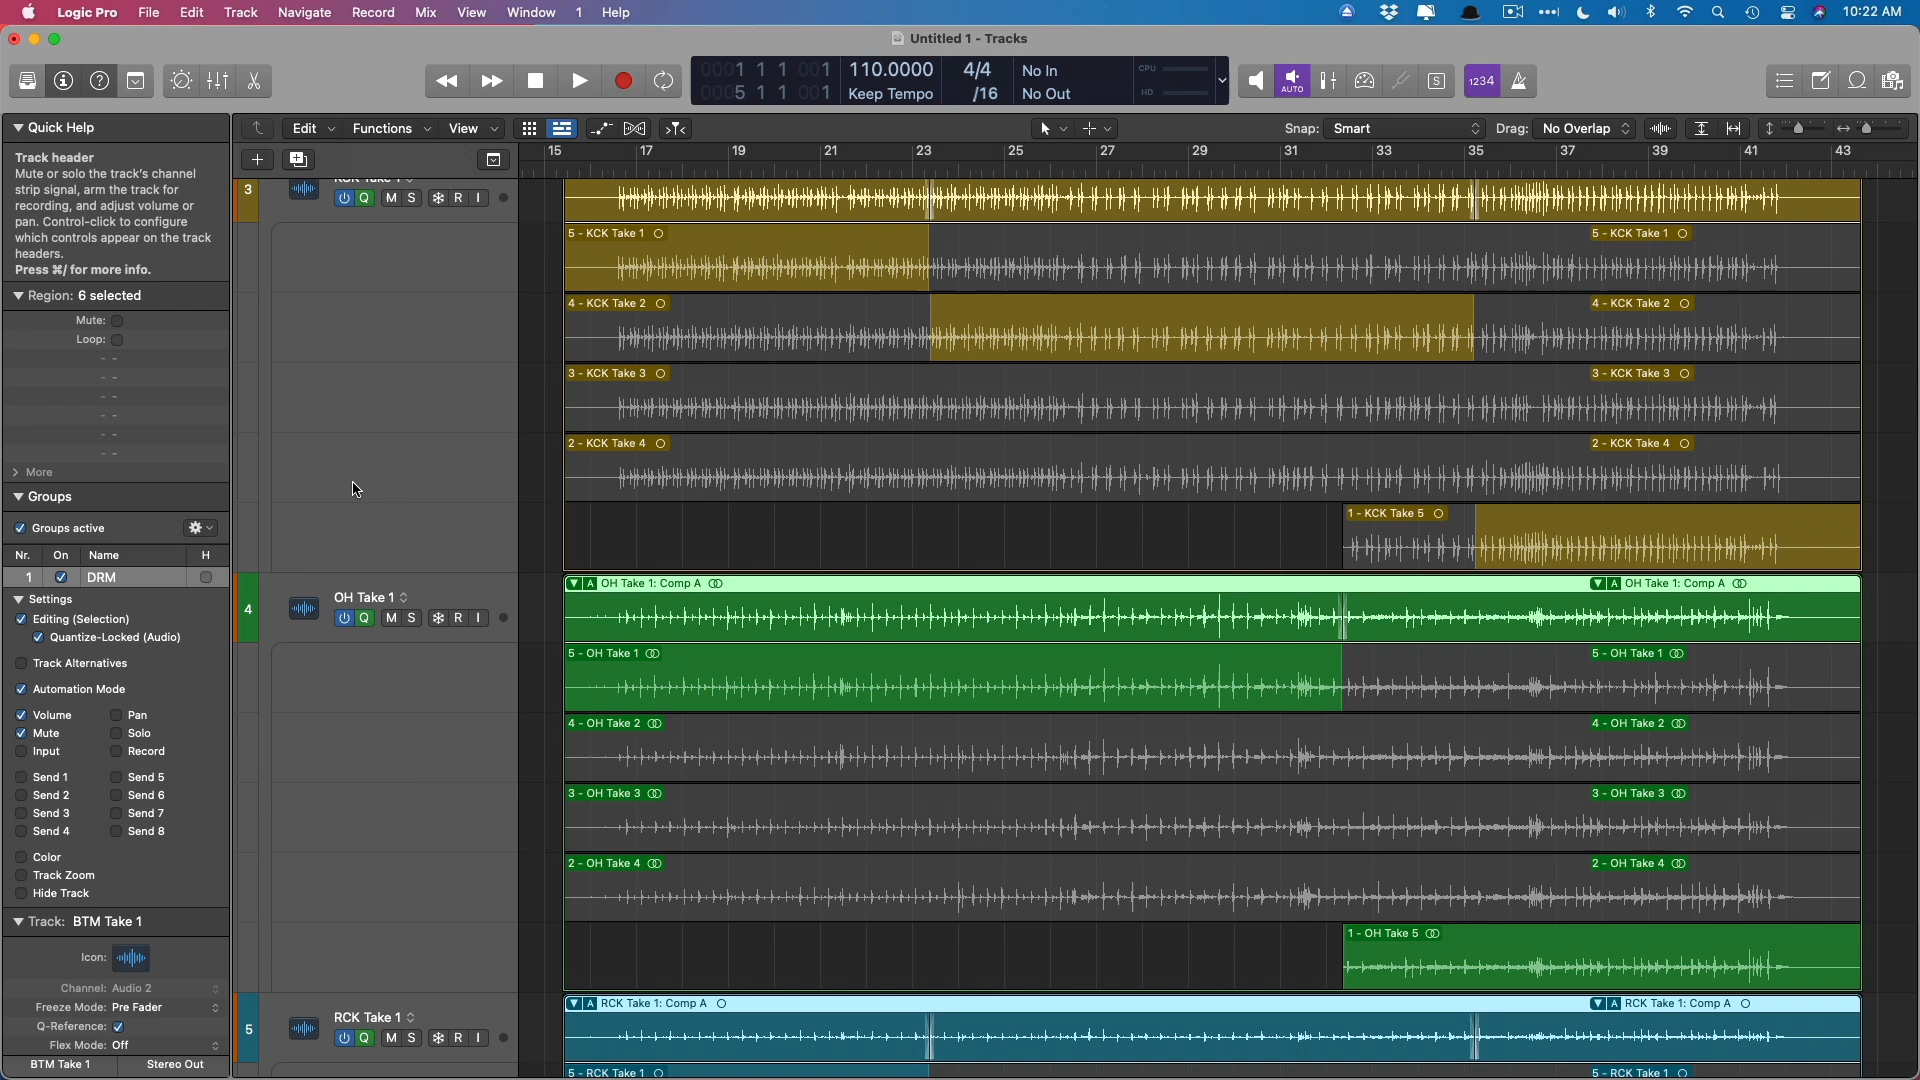 Logic Pro File Edit Track Navigate Record Mix View Window 1 Help 10:22 AM
Untitled 1 - Tracks
0001 1 1 001 110.0000 4/4 No In CPU
0005 1 1 001 Keep Tempo /16 No Out HD
AUTO S 1234
Quick Help
Track header
Mute or solo the track's channel
strip signal, arm the track for
recording, and adjust volume or
pan. Control-click to configure
which controls appear on the track
headers.
Press ⌘/ for more info.
Region: 6 selected
Mute:
Loop:
More
Groups
Groups active
Nr. On Name H
1 DRM
Settings
Editing (Selection)
Quantize-Locked (Audio)
Track Alternatives
Automation Mode
Volume Pan
Mute Solo
Input Record
Send 1 Send 5
Send 2 Send 6
Send 3 Send 7
Send 4 Send 8
Color
Track Zoom
Hide Track
Track: BTM Take 1
Icon:
Channel: Audio 2
Freeze Mode: Pre Fader
Q-Reference:
Flex Mode: Off
BTM Take 1 Stereo Out
Edit Functions View Snap: Smart Drag: No Overlap
15 17 19 21 23 25 27 29 31 33 35 37 39 41 43
3 Q M S R I
5 - KCK Take 1 5 - KCK Take 1
4 - KCK Take 2 4 - KCK Take 2
3 - KCK Take 3 3 - KCK Take 3
2 - KCK Take 4 2 - KCK Take 4
1 - KCK Take 5
4 OH Take 1
Q M S R I
A OH Take 1: Comp A A OH Take 1: Comp A
5 - OH Take 1 5 - OH Take 1
4 - OH Take 2 4 - OH Take 2
3 - OH Take 3 3 - OH Take 3
2 - OH Take 4 2 - OH Take 4
1 - OH Take 5
5 RCK Take 1
Q M S R I
A RCK Take 1: Comp A A RCK Take 1: Comp A
5 - RCK Take 1 5 - RCK Take 1